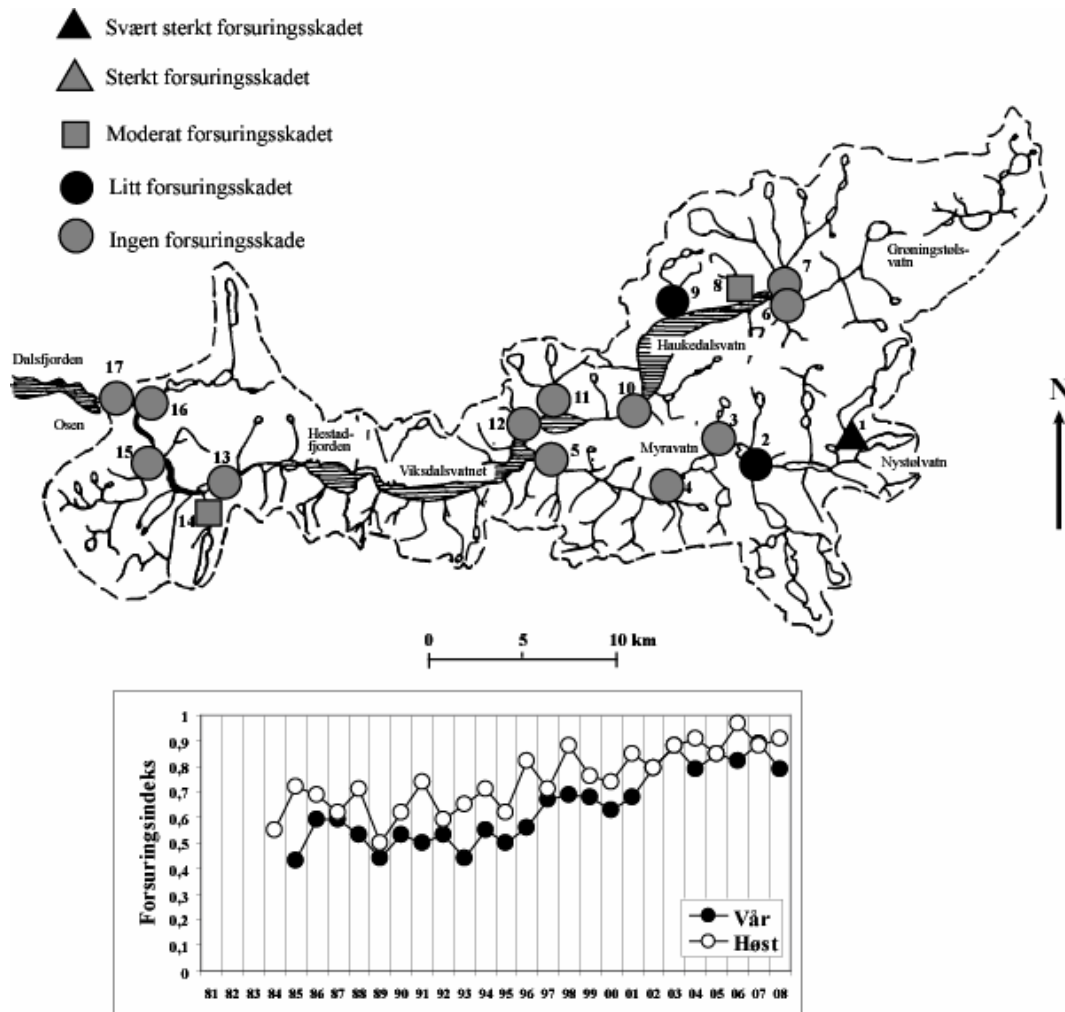 Svært sterkt forsuringsskadet
Sterkt forsuringsskadet
Moderat forsuringsskadet
Litt forsuringsskadet
Ingen forsuringsskade
Grøningstøls-
vatn
7
8
9
6
Haukedalsvatn
Dalsfjorden
17
Osen
16
11
10
12
N
3
2
1
Myravatn
Nystølvatn
15
13
Hestad-
fjorden
Viksdalsvatnet
5
4
14
0 5 10 km
Forsuringsindeks
1
0,9
0,8
0,7
0,6
0,5
0,4
0,3
0,2
0,1
0
Vår
Høst
81 82 83 84 85 86 87 88 89 90 91 92 93 94 95 96 97 98 99 00 01 02 03 04 05 06 07 08